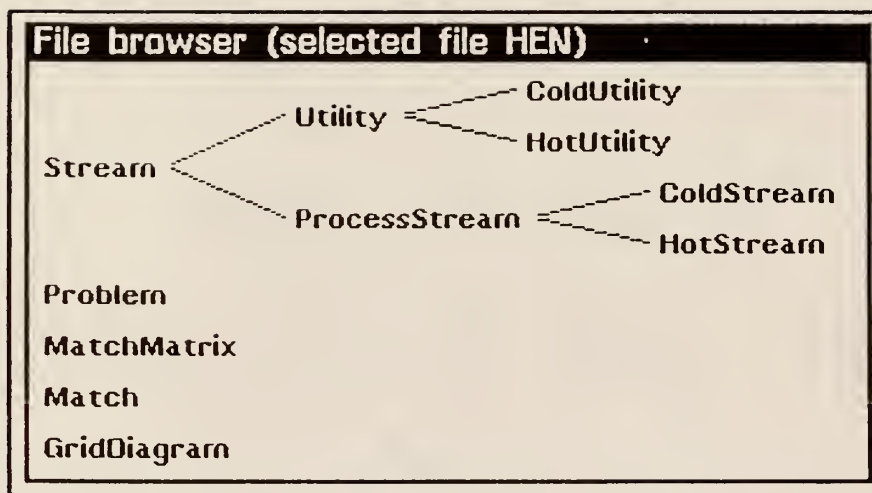 File browser (selected file HEN)
ColdUtility
Utility
HotUtility
Stream
ColdStream
ProcessStream
HotStream
Problem
MatchMatrix
Match
GridDiagram